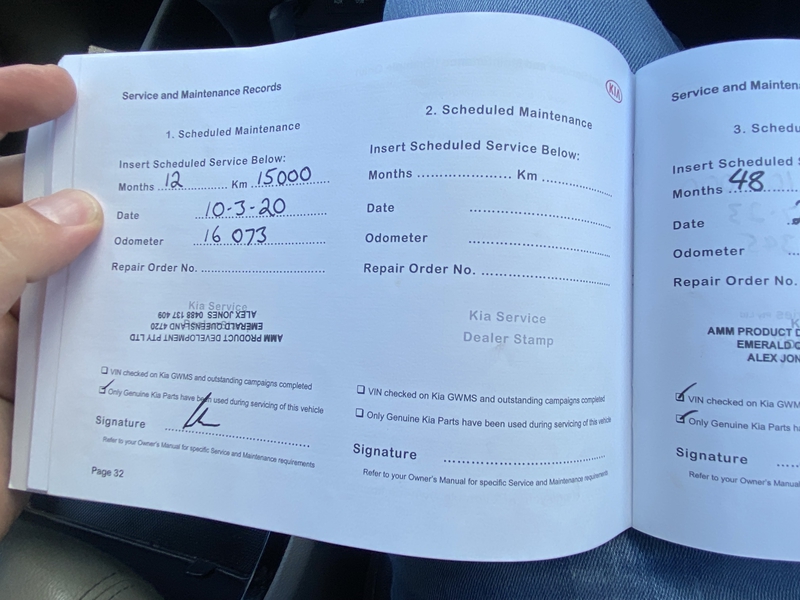 Service and Maintenance Records
1. Scheduled Maintenance
Insert Scheduled Service Below:
Months 12 Km 15000
Date 10-3-20
Odometer 16 073
Repair Order No.
Kia Service
AMM PRODUCT DEVELOPMENT PTY LTD
EMERALD QUEENSLAND 4720
ALEX JONES 0488 137 409
VIN checked on Kia GWMS and outstanding campaigns completed
Only Genuine Kia Parts have been used during servicing of this vehicle
Signature
Refer to your Owner's Manual for specific Service and Maintenance requirements
Page 32
KIA
2. Scheduled Maintenance
Insert Scheduled Service Below:
Months Km
Date
Odometer
Repair Order No.
Kia Service
Dealer Stamp
VIN checked on Kia GWMS and outstanding campaigns completed
Only Genuine Kia Parts have been used during servicing of this vehicle
Signature
Refer to your Owner's Manual for specific Service and Maintenance requirements
Service and Mainten
3. Schedu
Insert Scheduled S
Months 48
Date
Odometer
Repair Order No.
AMM PRODUCT D
EMERALD Q
ALEX JON
VIN checked on Kia GWM
Only Genuine Kia Parts ha
Signature
Refer to your Owner's Manual